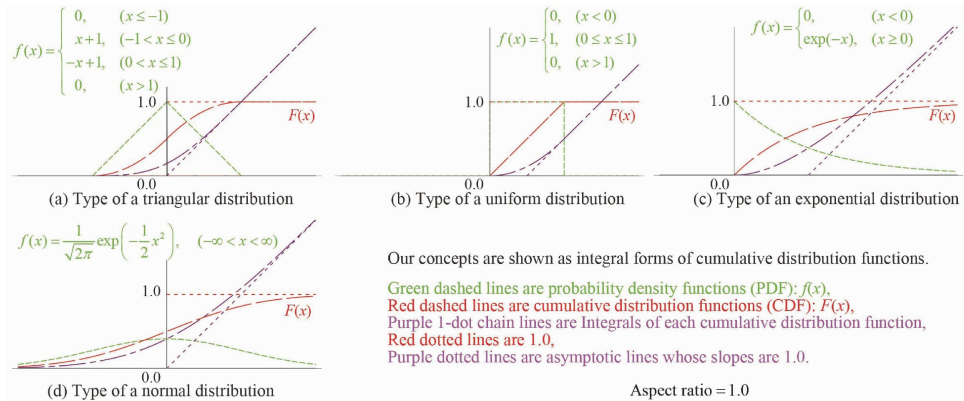 f(x) = { 0, (x ≤ −1)
x+1, (−1 < x ≤ 0)
−x+1, (0 < x ≤ 1)
0, (x > 1)
1.0
F(x)
0.0
(a) Type of a triangular distribution
f(x) = { 0, (x < 0)
1, (0 ≤ x ≤ 1)
0, (x > 1)
1.0
F(x)
0.0
(b) Type of a uniform distribution
f(x) = { 0, (x < 0)
exp(−x), (x ≥ 0)
1.0
F(x)
0.0
(c) Type of an exponential distribution
f(x) = 1/√2π exp(−1/2 x²), (−∞ < x < ∞)
1.0
F(x)
0.0
(d) Type of a normal distribution
Our concepts are shown as integral forms of cumulative distribution functions.
Green dashed lines are probability density functions (PDF): f(x),
Red dashed lines are cumulative distribution functions (CDF): F(x),
Purple 1-dot chain lines are Integrals of each cumulative distribution function,
Red dotted lines are 1.0,
Purple dotted lines are asymptotic lines whose slopes are 1.0.
Aspect ratio = 1.0